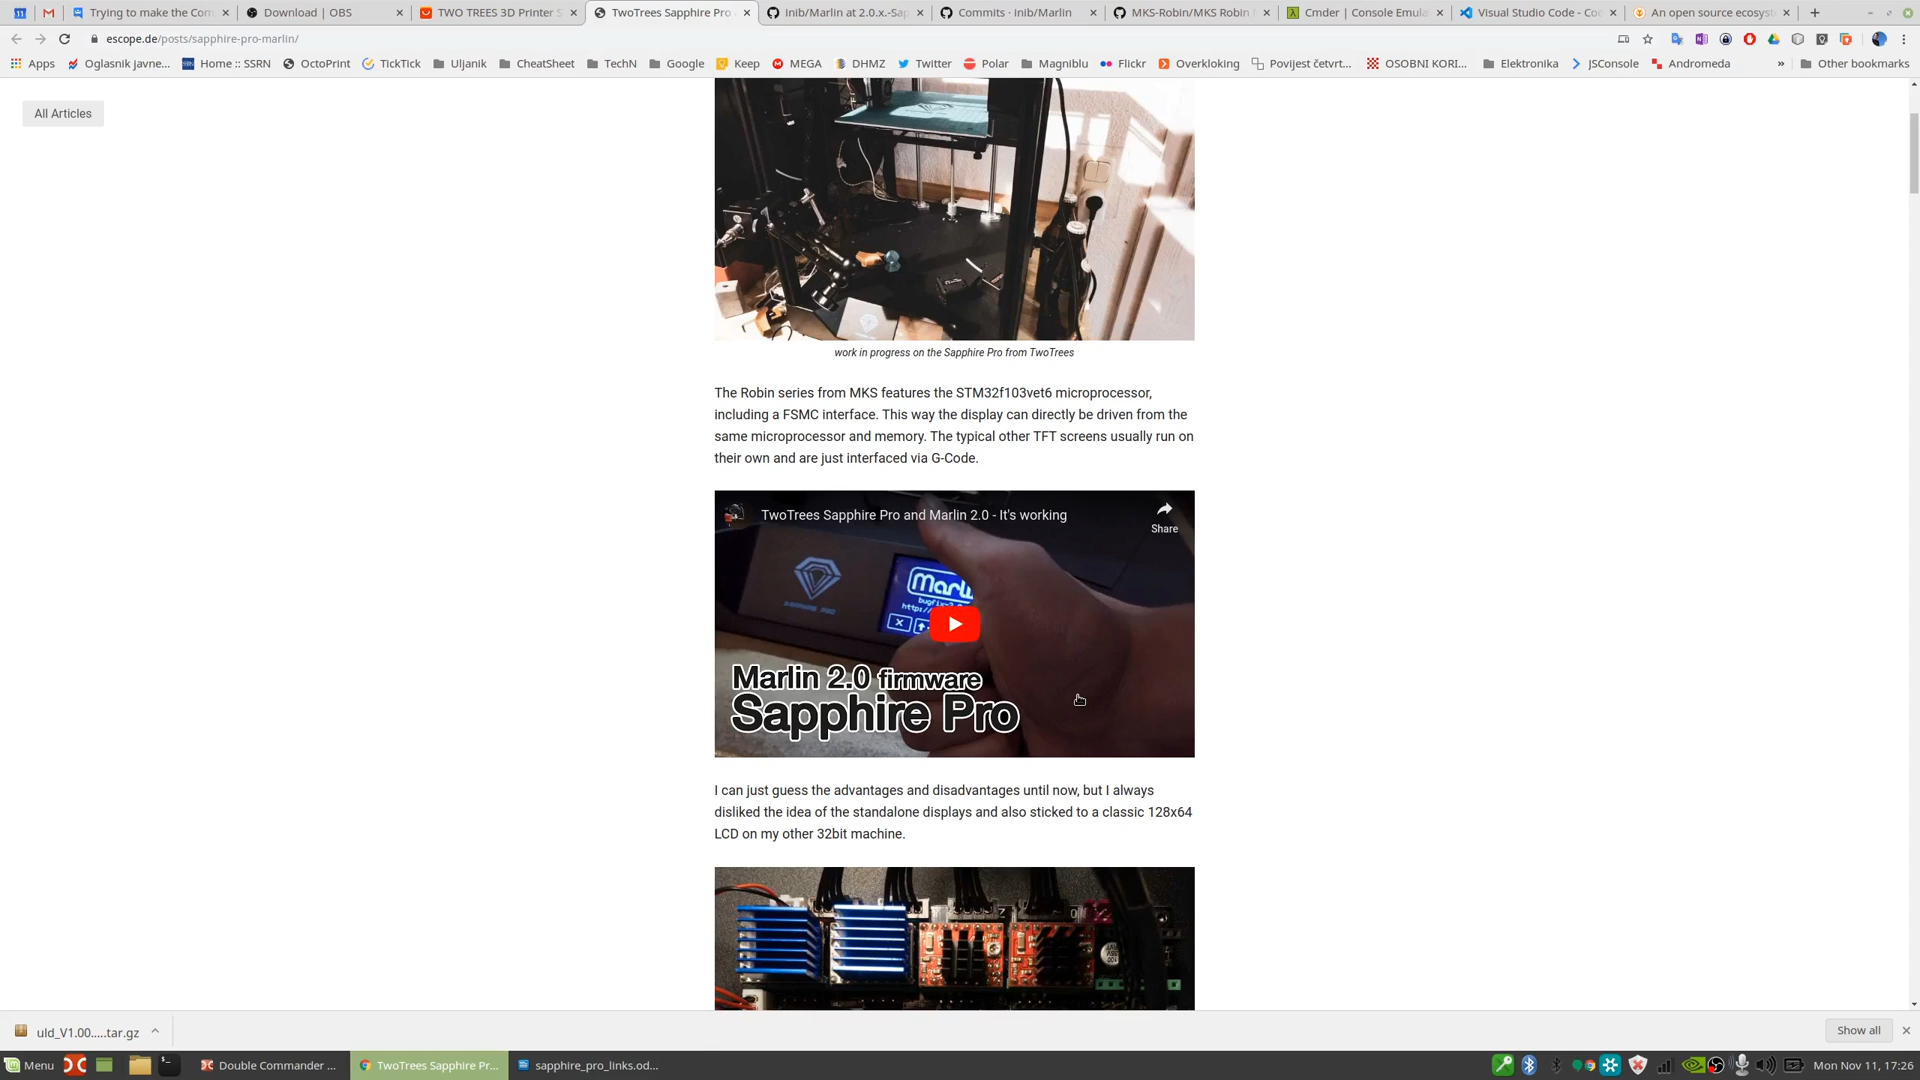 Trying to make the Com
Download | OBS
TWO TREES 3D Printer S
TwoTrees Sapphire Pro
Inib/Marlin at 2.0.x.-Sap
Commits · Inib/Marlin
MKS-Robin/MKS Robin
Cmder | Console Emula
Visual Studio Code - Co
An open source ecosyst
escope.de/posts/sapphire-pro-marlin/
Apps
Oglasnik javne...
Home :: SSRN
OctoPrint
TickTick
Uljanik
CheatSheet
TechN
Google
Keep
MEGA
DHMZ
Twitter
Polar
Magniblu
Flickr
Overkloking
Povijest četvrt...
OSOBNI KORI...
Elektronika
JSConsole
Andromeda
»
Other bookmarks
All Articles
work in progress on the Sapphire Pro from TwoTrees
The Robin series from MKS features the STM32f103vet6 microprocessor,
including a FSMC interface. This way the display can directly be driven from the
same microprocessor and memory. The typical other TFT screens usually run on
their own and are just interfaced via G-Code.
TwoTrees Sapphire Pro and Marlin 2.0 - It's working
Share
SAPPHIRE PRO
Marlin
bugfix-2.0
https:/
Marlin 2.0 firmware
Sapphire Pro
I can just guess the advantages and disadvantages until now, but I always
disliked the idea of the standalone displays and also sticked to a classic 128x64
LCD on my other 32bit machine.
uld_V1.00.....tar.gz
Show all
Menu
Double Commander ...
TwoTrees Sapphire Pr...
sapphire_pro_links.od...
Mon Nov 11, 17:26